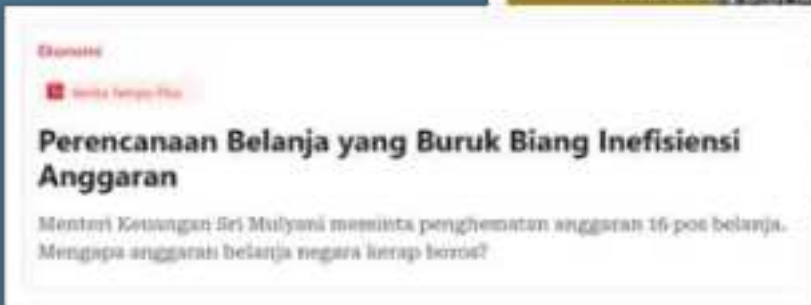 Ekonomi
Berita Tempo Plus
Perencanaan Belanja yang Buruk Biang Inefisiensi
Anggaran
Menteri Keuangan Sri Mulyani meminta penghematan anggaran 16 pos belanja.
Mengapa anggaran belanja negara kerap boros?